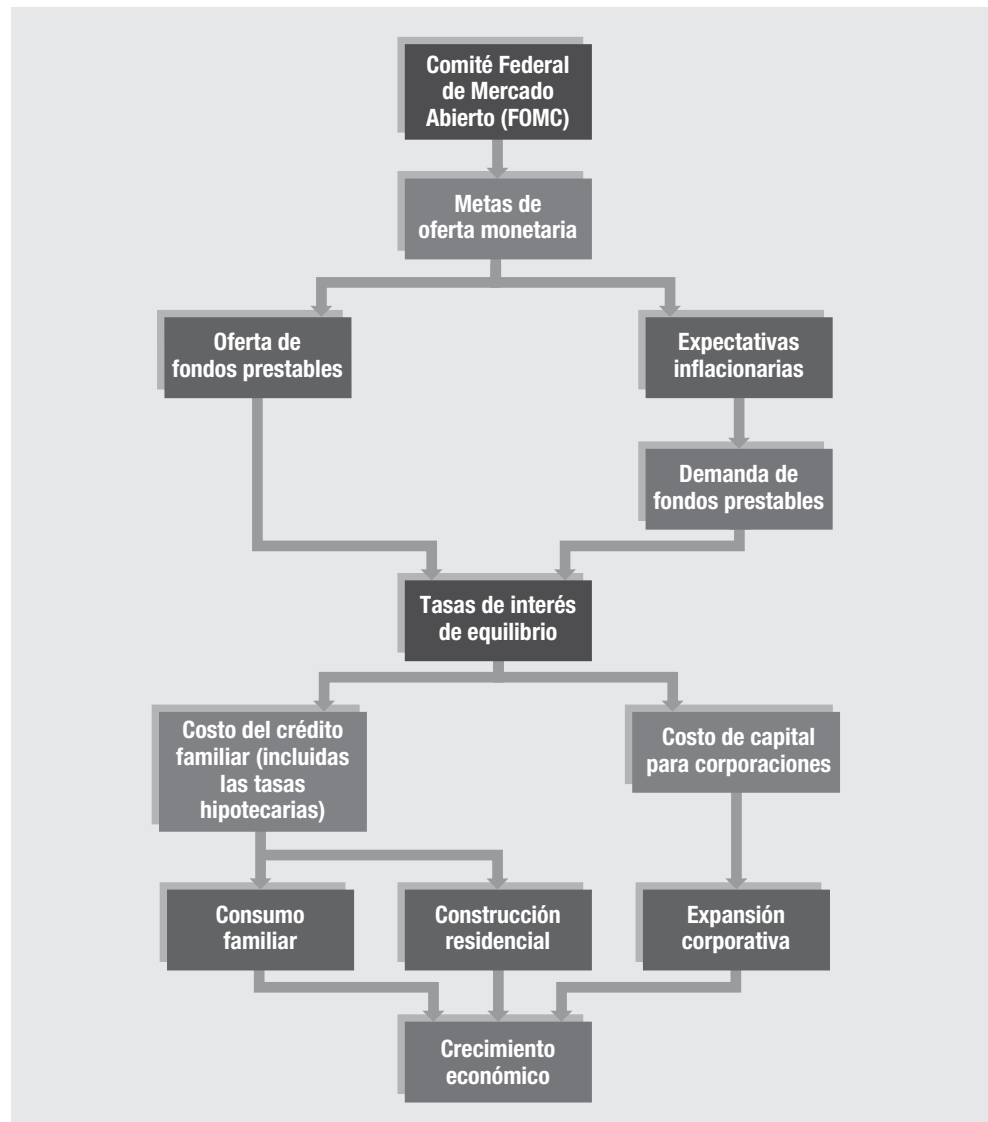 Comité Federal
de Mercado
Abierto (FOMC)
Metas de
oferta monetaria
Oferta de
fondos prestables
Expectativas
inflacionarias
Demanda de
fondos prestables
Tasas de interés
de equilibrio
Costo del crédito
familiar (incluidas
las tasas
hipotecarias)
Costo de capital
para corporaciones
Consumo
familiar
Construcción
residencial
Expansión
corporativa
Crecimiento
económico